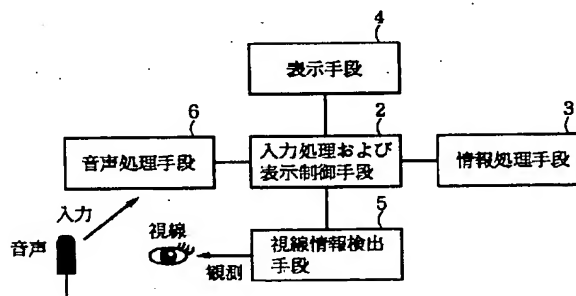 4
表示手段
6
音声処理手段
2
入力処理および
表示制御手段
3
情報処理手段
入力
音声
視線
観測
5
視線情報検出
手段